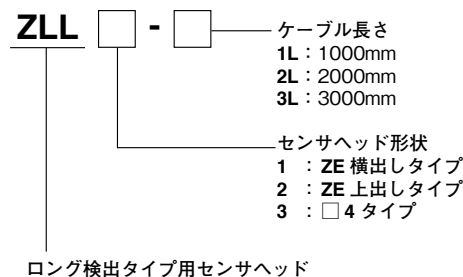 ZLL □ - □
ケーブル長さ
1L：1000mm
2L：2000mm
3L：3000mm
センサヘッド形状
1 ：ZE 横出しタイプ
2 ：ZE 上出しタイプ
3 ：□ 4 タイプ
ロング検出タイプ用センサヘッド